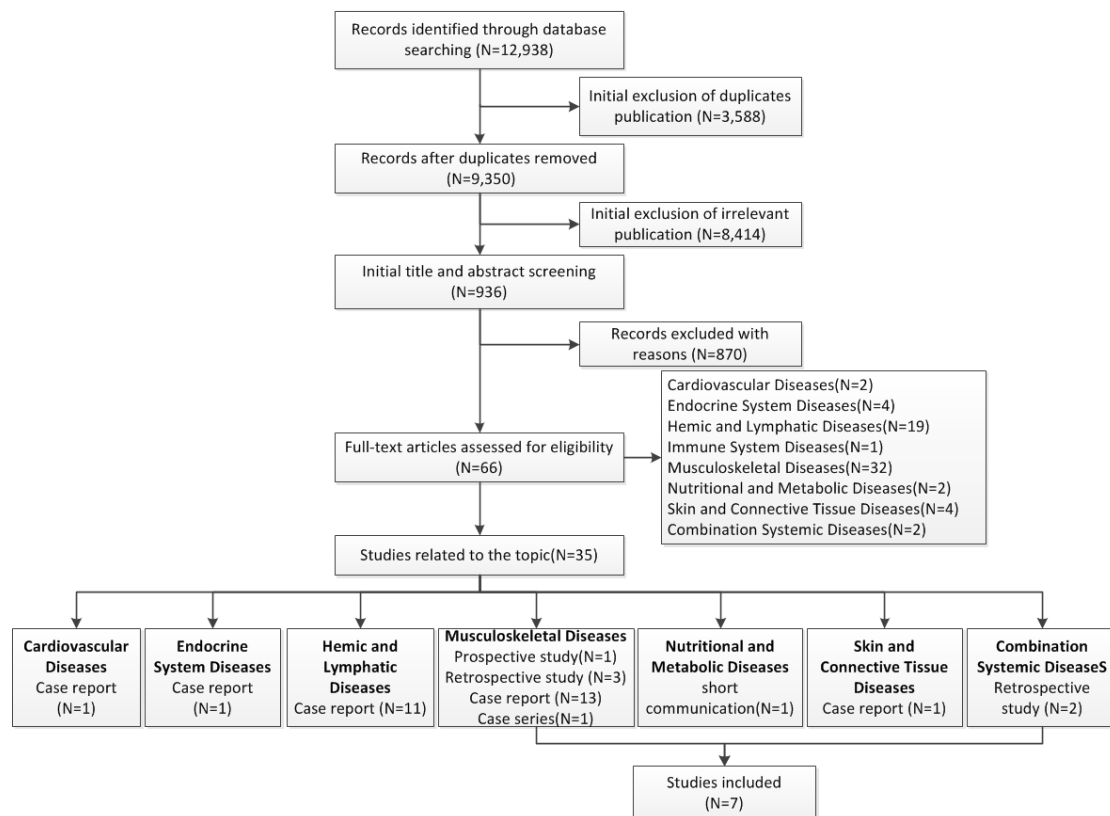 Records identified through database
searching (N=12,938)
Initial exclusion of duplicates
publication (N=3,588)
Records after duplicates removed
(N=9,350)
Initial exclusion of irrelevant
publication (N=8,414)
Initial title and abstract screening
(N=936)
Records excluded with
reasons (N=870)
Full-text articles assessed for eligibility
(N=66)
Cardiovascular Diseases(N=2)
Endocrine System Diseases(N=4)
Hemic and Lymphatic Diseases(N=19)
Immune System Diseases(N=1)
Musculoskeletal Diseases(N=32)
Nutritional and Metabolic Diseases(N=2)
Skin and Connective Tissue Diseases(N=4)
Combination Systemic Diseases(N=2)
Studies related to the topic(N=35)
Cardiovascular
Diseases
Case report
(N=1)
Endocrine
System Diseases
Case report
(N=1)
Hemic and
Lymphatic
Diseases
Case report (N=11)
Musculoskeletal Diseases
Prospective study(N=1)
Retrospective study (N=3)
Case report (N=13)
Case series(N=1)
Nutritional and
Metabolic Diseases
short
communication(N=1)
Skin and
Connective Tissue
Diseases
Case report (N=1)
Combination
Systemic DiseaseS
Retrospective
study (N=2)
Studies included
(N=7)